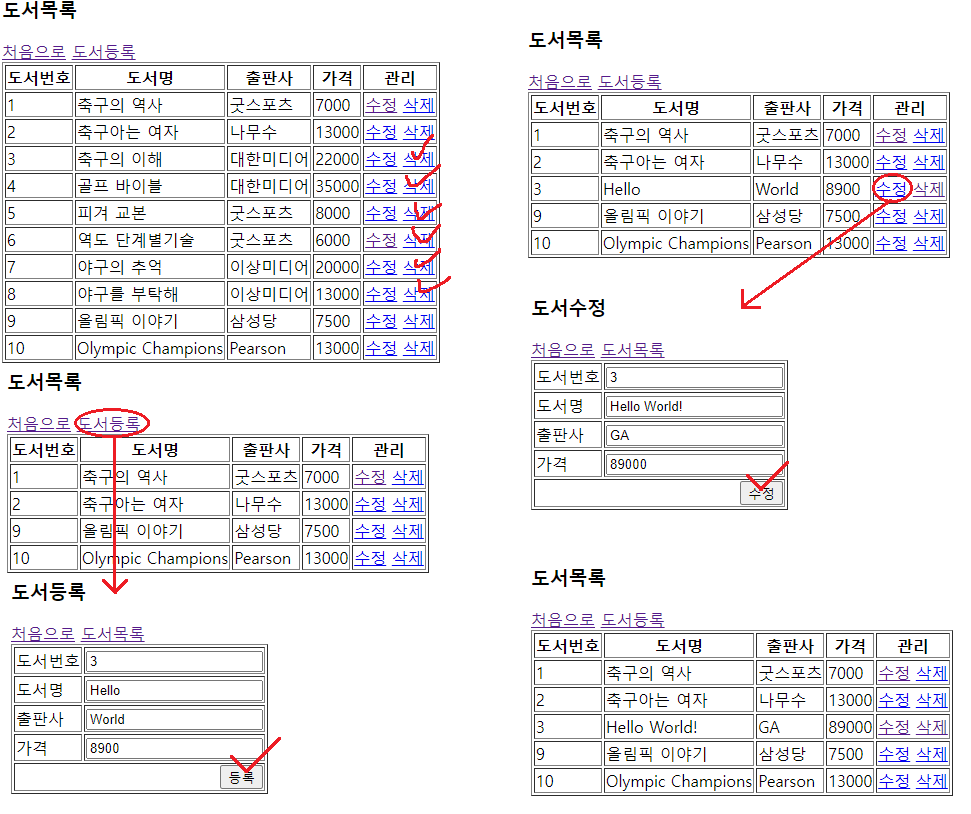 도서목록
처음으로 도서등록
도서번호 도서명 출판사 가격 관리
1 축구의 역사 굿스포츠 7000 수정 삭제
2 축구아는 여자 나무수 13000 수정 삭제
3 축구의 이해 대한미디어 22000 수정 삭제
4 골프 바이블 대한미디어 35000 수정 삭제
5 피겨 교본 굿스포츠 8000 수정 삭제
6 역도 단계별기술 굿스포츠 6000 수정 삭제
7 야구의 추억 이상미디어 20000 수정 삭제
8 야구를 부탁해 이상미디어 13000 수정 삭제
9 올림픽 이야기 삼성당 7500 수정 삭제
10 Olympic Champions Pearson 13000 수정 삭제
도서목록
처음으로 도서등록
도서번호 도서명 출판사 가격 관리
1 축구의 역사 굿스포츠 7000 수정 삭제
2 축구아는 여자 나무수 13000 수정 삭제
9 올림픽 이야기 삼성당 7500 수정 삭제
10 Olympic Champions Pearson 13000 수정 삭제
도서등록
처음으로 도서목록
도서번호 3
도서명 Hello
출판사 World
가격 8900
등록
도서목록
처음으로 도서등록
도서번호 도서명 출판사 가격 관리
1 축구의 역사 굿스포츠 7000 수정 삭제
2 축구아는 여자 나무수 13000 수정 삭제
3 Hello World 8900 수정 삭제
9 올림픽 이야기 삼성당 7500 수정 삭제
10 Olympic Champions Pearson 13000 수정 삭제
도서수정
처음으로 도서목록
도서번호 3
도서명 Hello World!
출판사 GA
가격 89000
수정
도서목록
처음으로 도서등록
도서번호 도서명 출판사 가격 관리
1 축구의 역사 굿스포츠 7000 수정 삭제
2 축구아는 여자 나무수 13000 수정 삭제
3 Hello World! GA 89000 수정 삭제
9 올림픽 이야기 삼성당 7500 수정 삭제
10 Olympic Champions Pearson 13000 수정 삭제